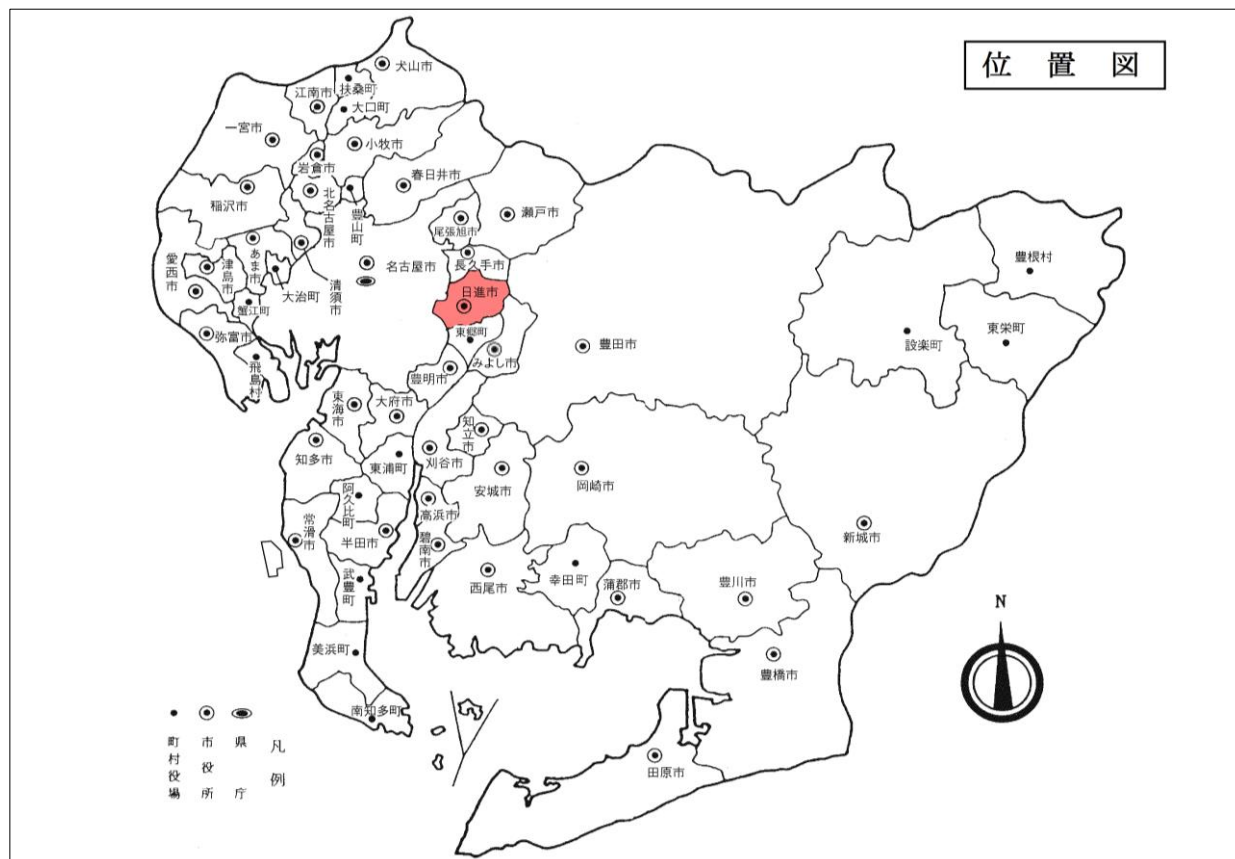 位置図
犬山市
扶桑町
江南市
大口町
一宮市
小牧市
岩倉市
春日井市
稲沢市
北名古屋市
豊山町
瀬戸市
尾張旭市
長久手市
名古屋市
愛西市
津島市
あま市
大治町
清須市
蟹江町
弥富市
飛島村
日進市
東郷町
みよし市
豊明市
豊田市
豊根村
東栄町
設楽町
東海市
大府市
知多市
東浦町
知立市
刈谷市
安城市
岡崎市
阿久比町
高浜市
常滑市
半田市
碧南市
新城市
武豊町
西尾市
幸田町
蒲郡市
豊川市
美浜町
豊橋市
南知多町
田原市
N
凡例
県庁
市役所
町村役場